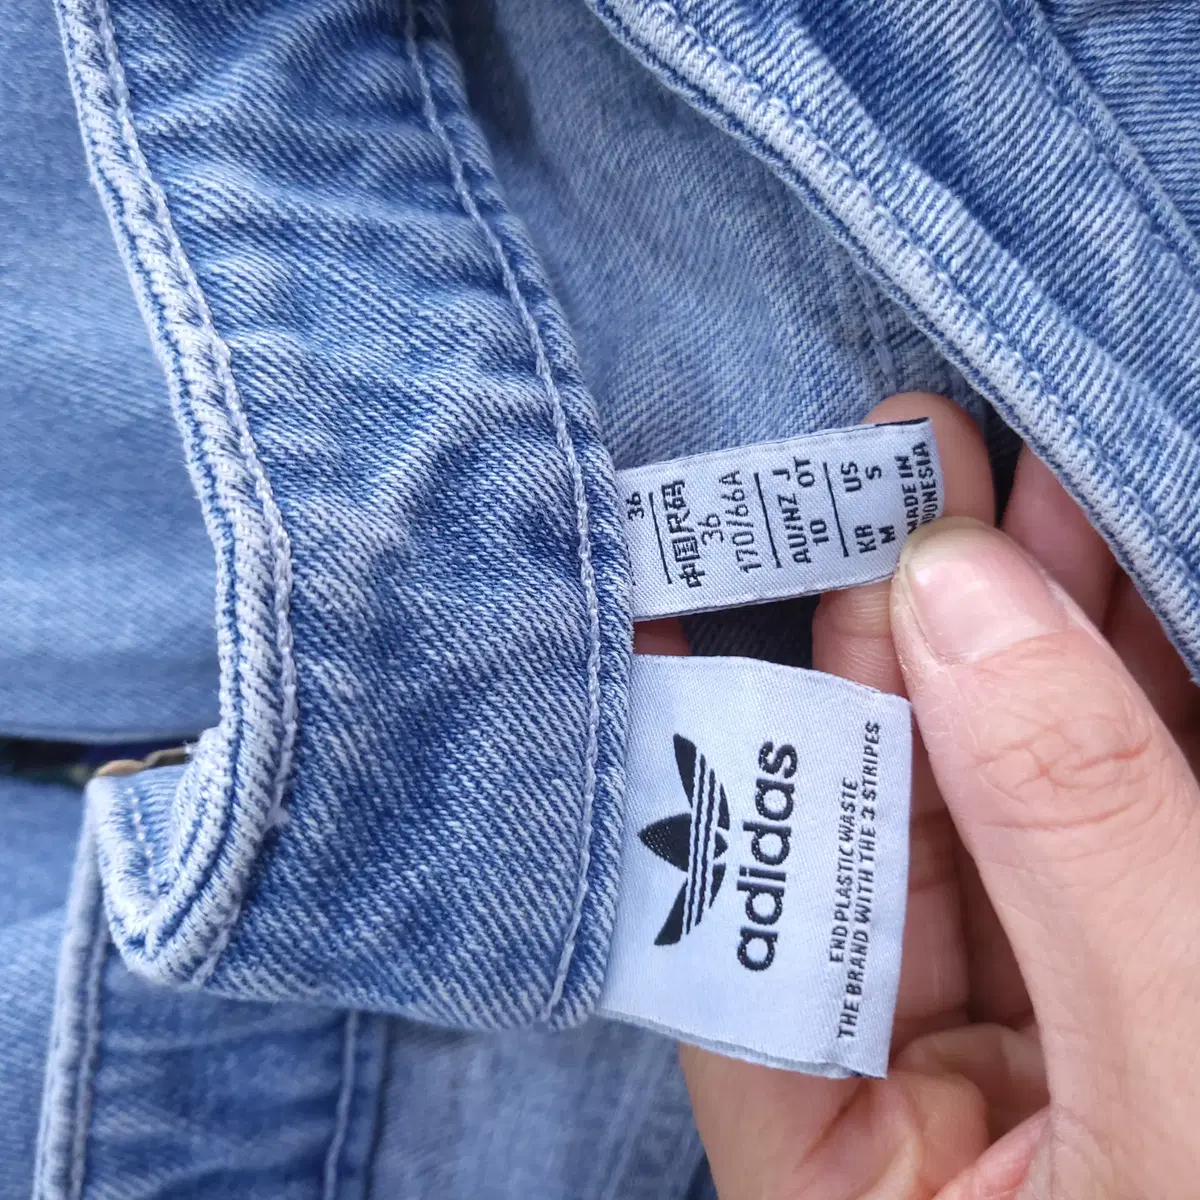 36
中国尺码
36
170/66A
AU/NZ J
10 OT
US
S
KR
M
MADE IN
INDONESIA
adidas
END PLASTIC WASTE
THE BRAND WITH THE 3 STRIPES